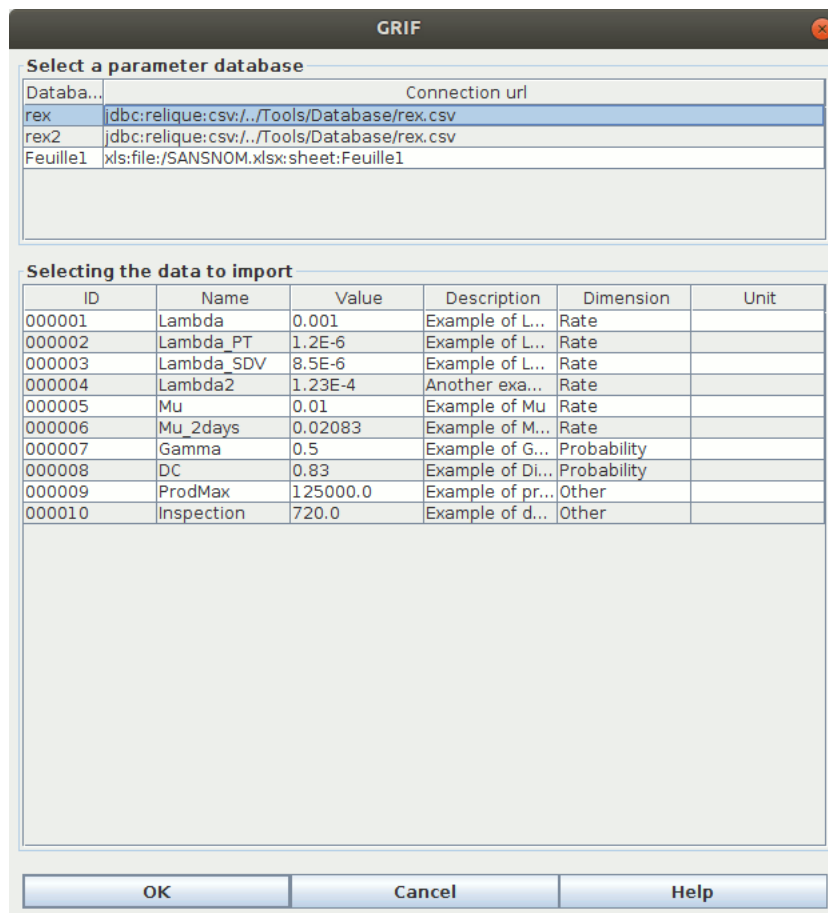 GRIF
Select a parameter database
Databa... Connection url
rex jdbc:relique:csv:/../Tools/Database/rex.csv
rex2 jdbc:relique:csv:/../Tools/Database/rex.csv
Feuille1 xls:file:/SANSNOM.xlsx:sheet:Feuille1
Selecting the data to import
ID Name Value Description Dimension Unit
000001 Lambda 0.001 Example of L... Rate
000002 Lambda_PT 1.2E-6 Example of L... Rate
000003 Lambda_SDV 8.5E-6 Example of L... Rate
000004 Lambda2 1.23E-4 Another exa... Rate
000005 Mu 0.01 Example of Mu Rate
000006 Mu_2days 0.02083 Example of M... Rate
000007 Gamma 0.5 Example of G... Probability
000008 DC 0.83 Example of Di... Probability
000009 ProdMax 125000.0 Example of pr... Other
000010 Inspection 720.0 Example of d... Other
OK Cancel Help